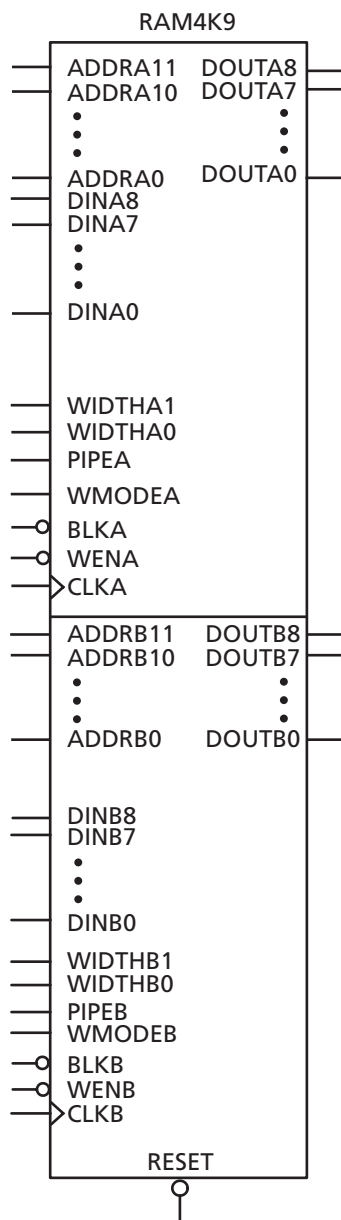 RAM4K9
ADDRA11 DOUTA8
ADDRA10 DOUTA7
ADDRA0 DOUTA0
DINA8
DINA7
DINA0
WIDTHA1
WIDTHA0
PIPEA
WMODEA
BLKA
WENA
CLKA
ADDRB11 DOUTB8
ADDRB10 DOUTB7
ADDRB0 DOUTB0
DINB8
DINB7
DINB0
WIDTHB1
WIDTHB0
PIPEB
WMODEB
BLKB
WENB
CLKB
RESET